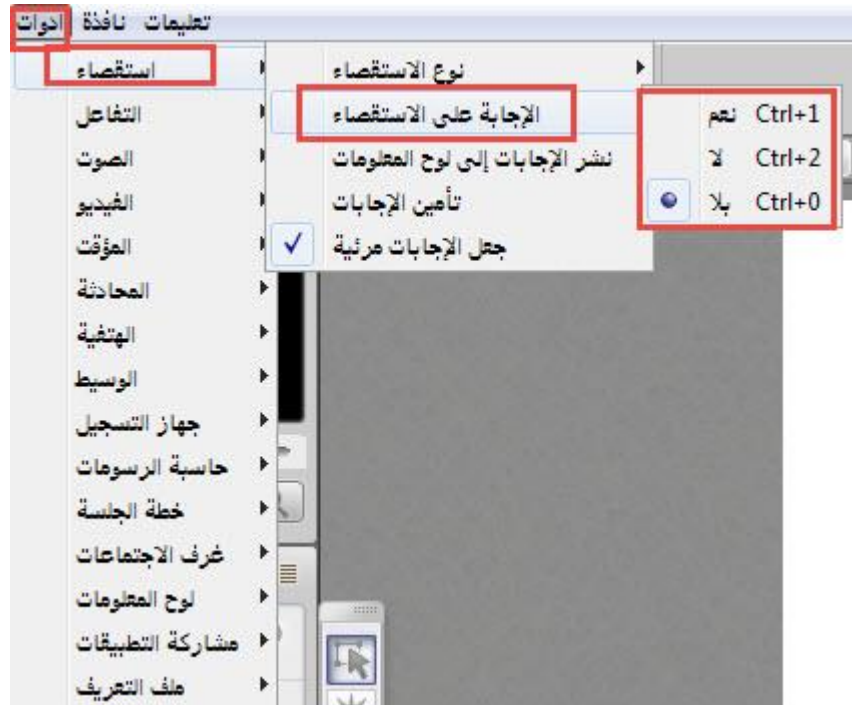 ادوات نافذة تعليمات
استقصاء
التفاعل
الصوت
الفيديو
المؤقت
المحادثة
الهتفية
الوسيط
جهاز التسجيل
حاسبة الرسومات
خطة الجلسة
غرف الاجتماعات
لوح المعلومات
مشاركة التطبيقات
ملف التعريف
نوع الاستقصاء
الإجابة على الاستقصاء
نشر الإجابات إلى لوح المعلومات
تأمين الإجابات
جعل الإجابات مرئية
نعم Ctrl+1
لا Ctrl+2
بلا Ctrl+0